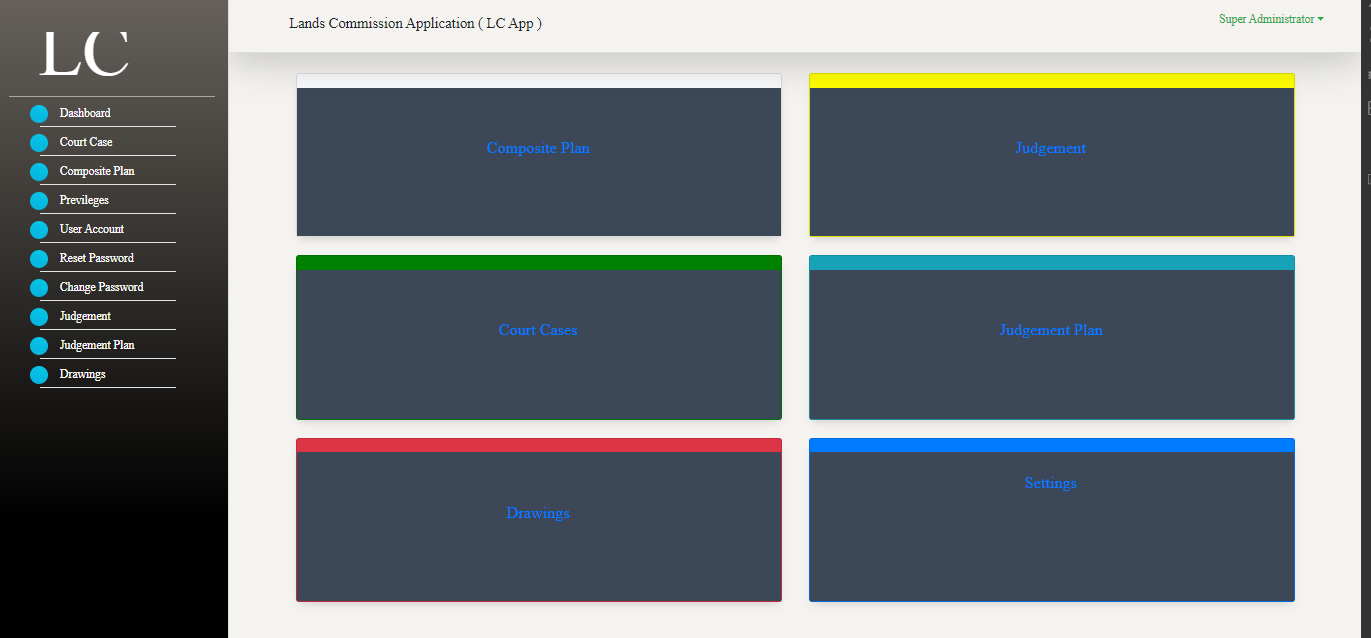 LC
Dashboard
Court Case
Composite Plan
Previleges
User Account
Reset Password
Change Password
Judgement
Judgement Plan
Drawings
Lands Commission Application ( LC App )
Super Administrator
Composite Plan
Judgement
Court Cases
Judgement Plan
Drawings
Settings